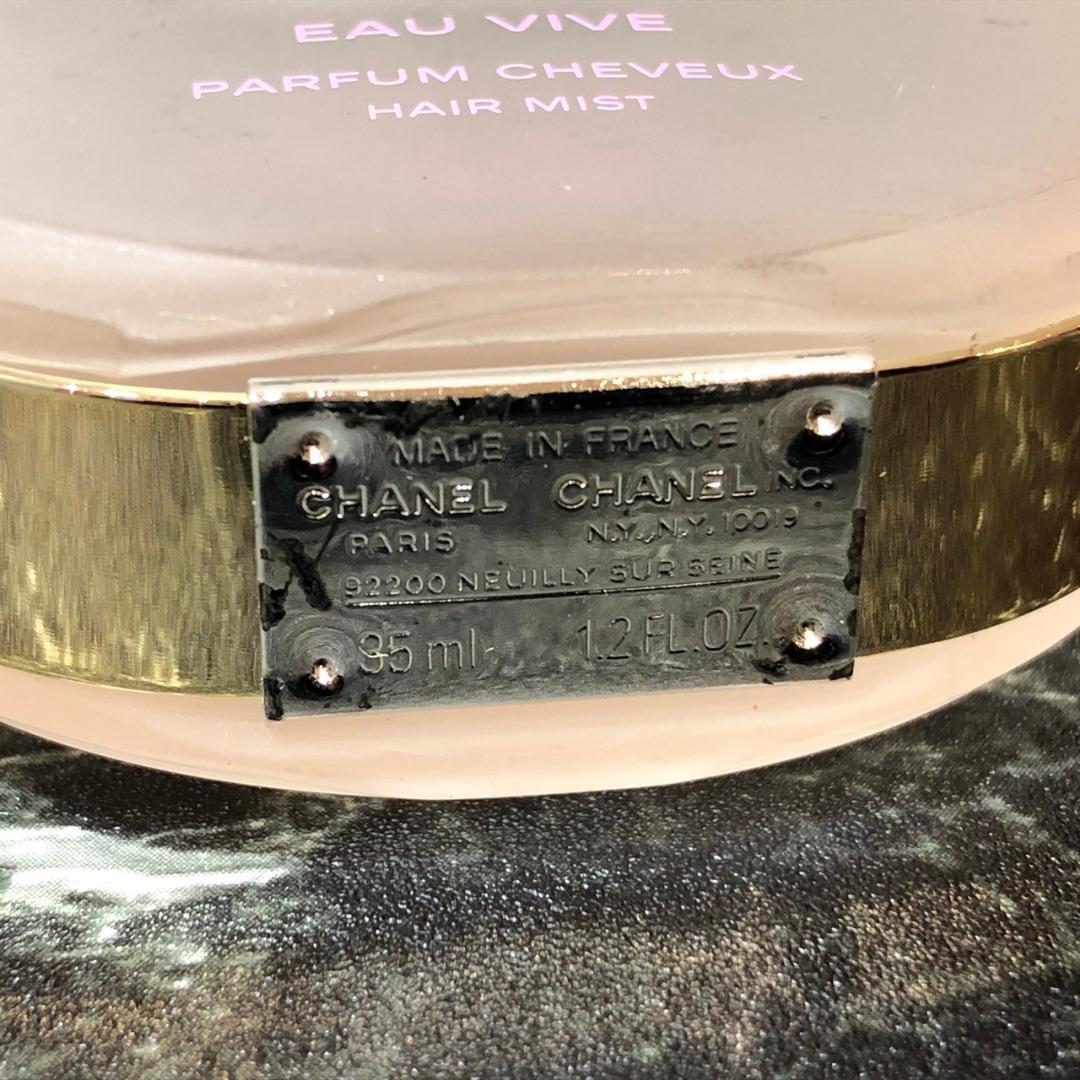 EAU VIVE
PARFUM CHEVEUX
HAIR MIST
MADE IN FRANCE
CHANEL CHANEL INC.
PARIS N.Y., N.Y. 10019
92200 NEUILLY SUR SEINE
35 ml 1.2 FL.OZ.